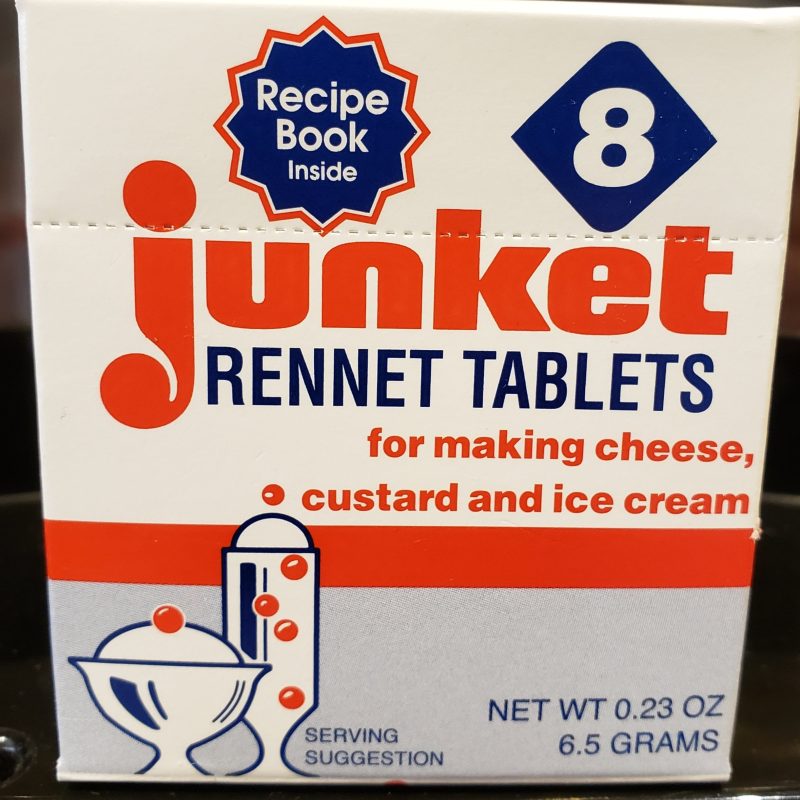 Recipe
Book
Inside
8
junket
RENNET TABLETS
for making cheese,
custard and ice cream
SERVING
SUGGESTION
NET WT 0.23 OZ
6.5 GRAMS